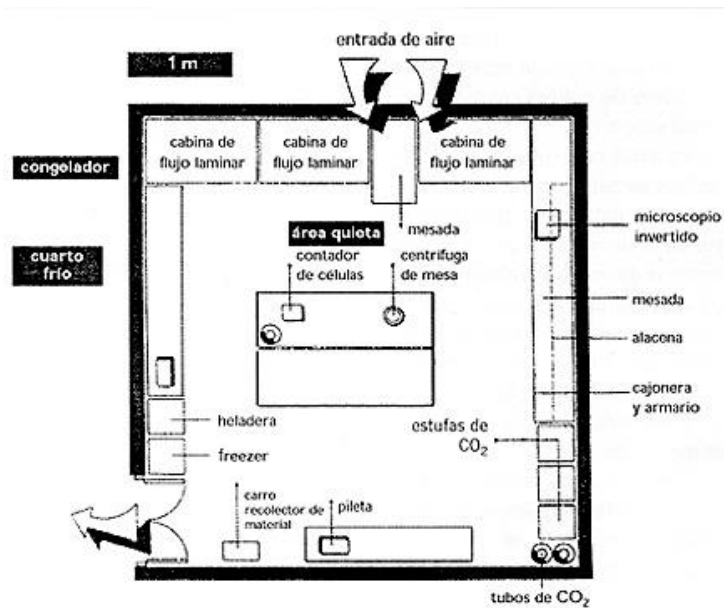 entrada de aire
1 m
cabina de
flujo laminar
cabina de
flujo laminar
cabina de
flujo laminar
congelador
mesada
microscopio
invertido
cuarto
frío
área quieta
contador
de células
centrífuga
de mesa
mesada
alacena
cajonera
y armario
heladera
estufas de
CO₂
freezer
carro
recolector de
material
pileta
tubos de CO₂